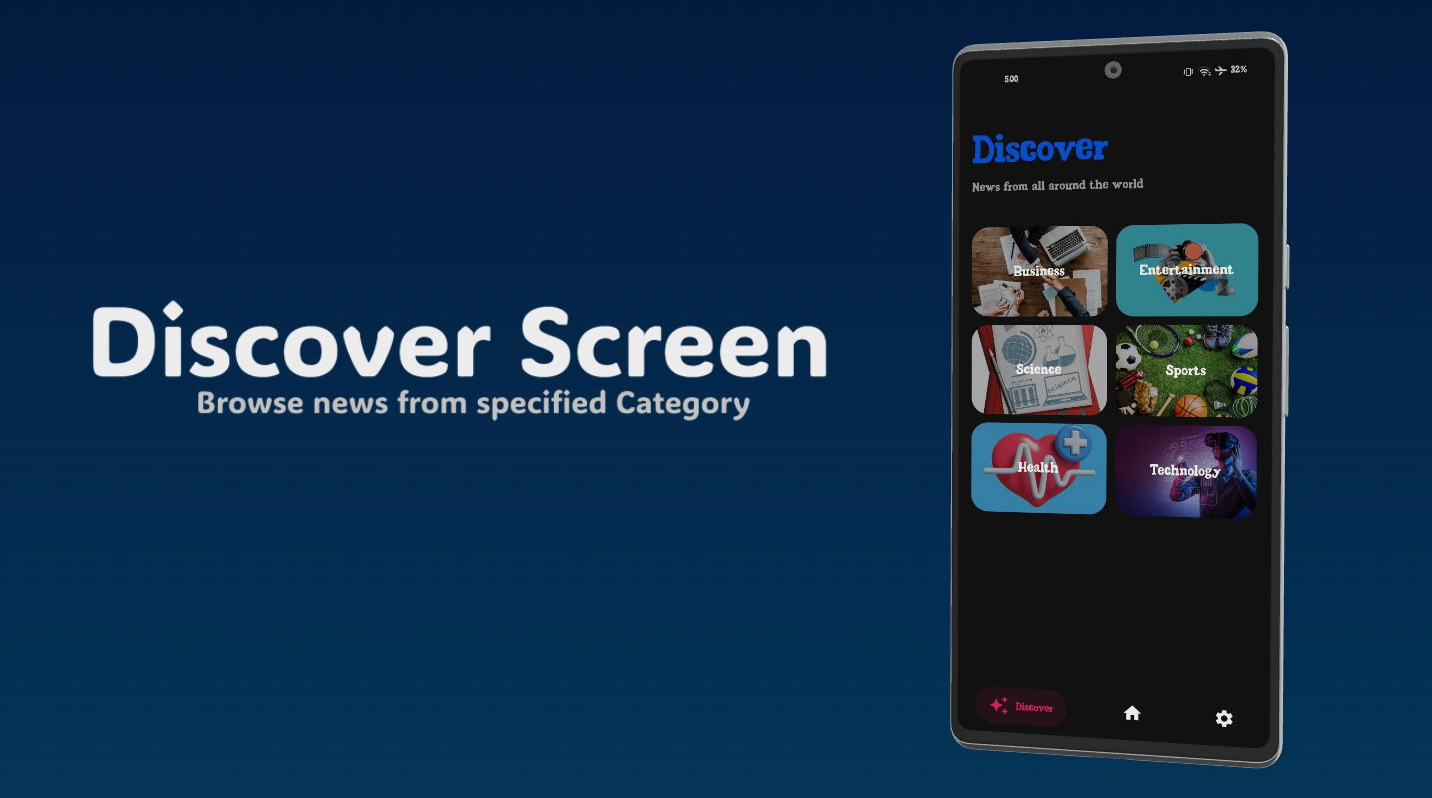 Discover Screen
Browse news from specified Category
5:00
32%
Discover
News from all around the world
Business
Entertainment
Science
SCIENCE
Sports
Health
Technology
Discover